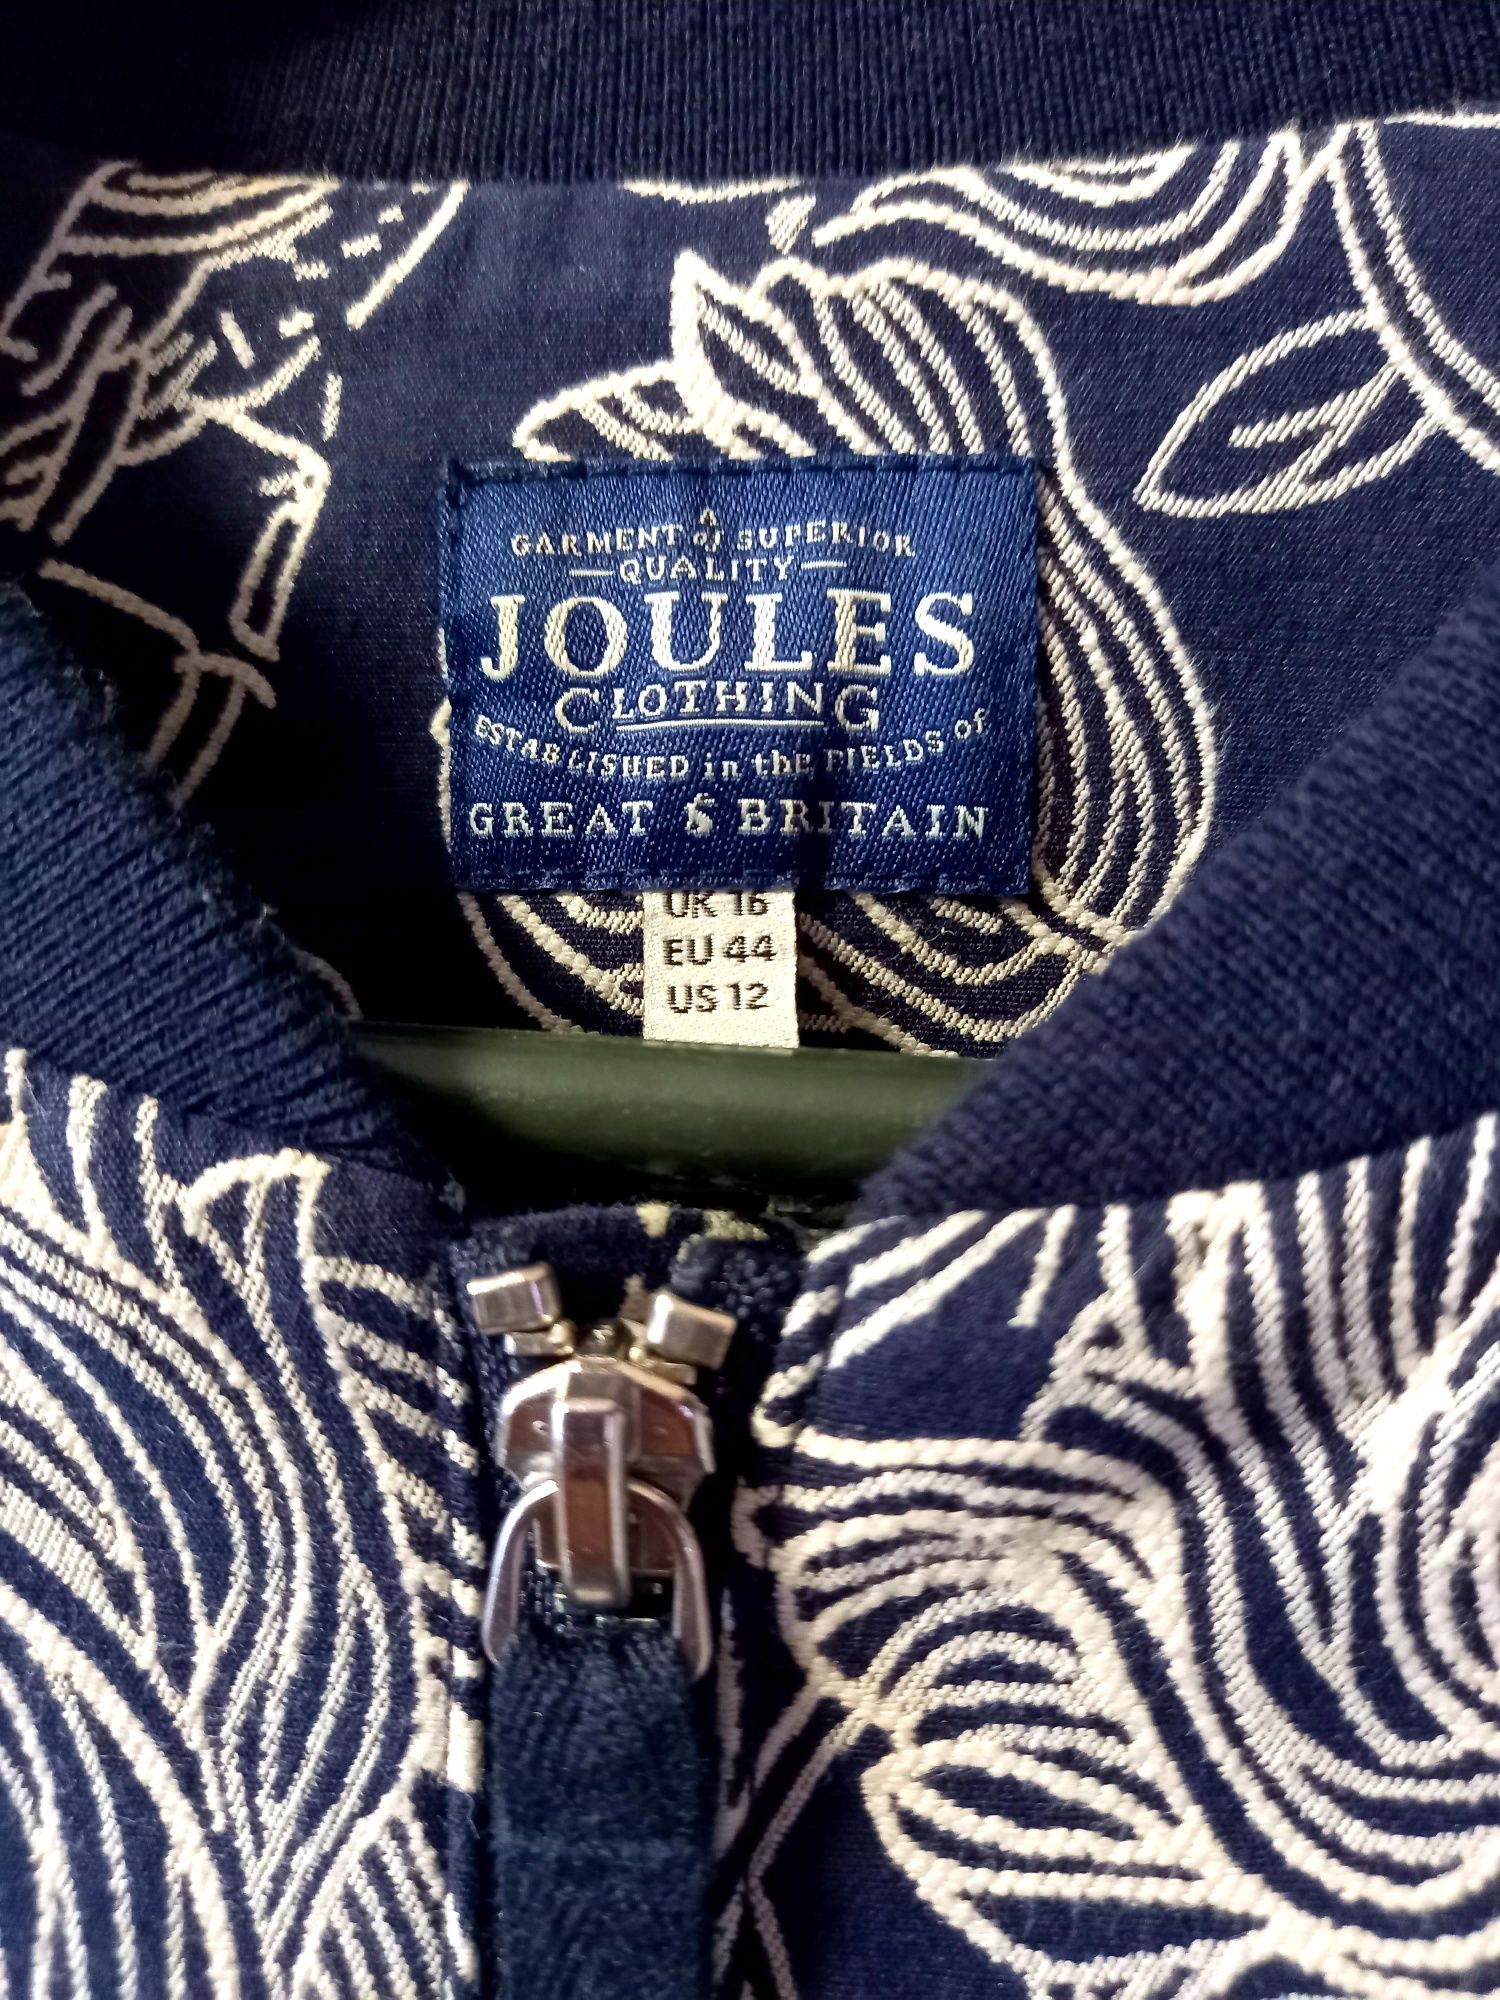 A
GARMENT of SUPERIOR
QUALITY
JOULES
CLOTHING
ESTABLISHED in the FIELDS of
GREAT BRITAIN
UK 16
EU 44
US 12